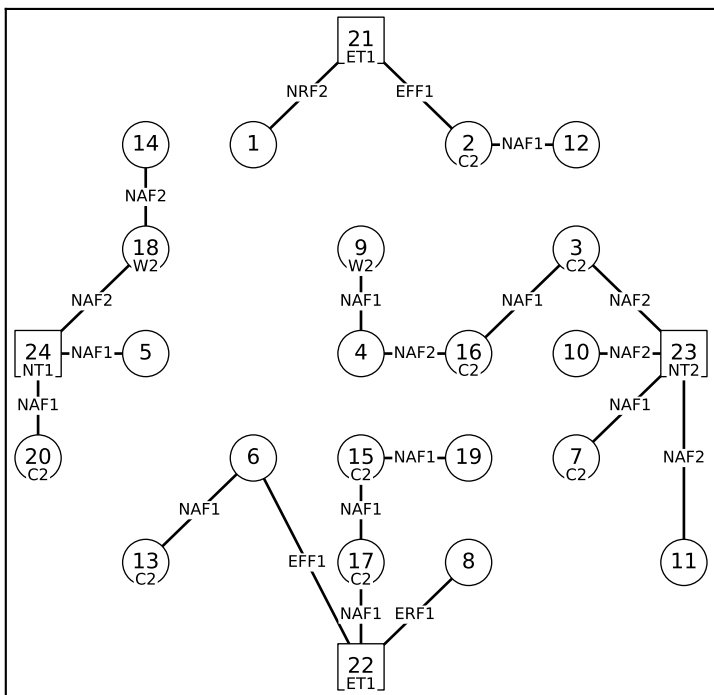 21
ET1
NRF2 EFF1
14 1 2 NAF1 12
C2
NAF2
18 9 3
W2 W2 C2
NAF2 NAF1 NAF1 NAF2
24 NAF1 5 4 NAF2 16 10 NAF2 23
NT1 C2 NT2
NAF1 NAF1
20 6 15 NAF1 19 7 NAF2
C2 C2 C2
NAF1 NAF1
13 EFF1 17 8 11
C2 C2
NAF1 ERF1
22
ET1